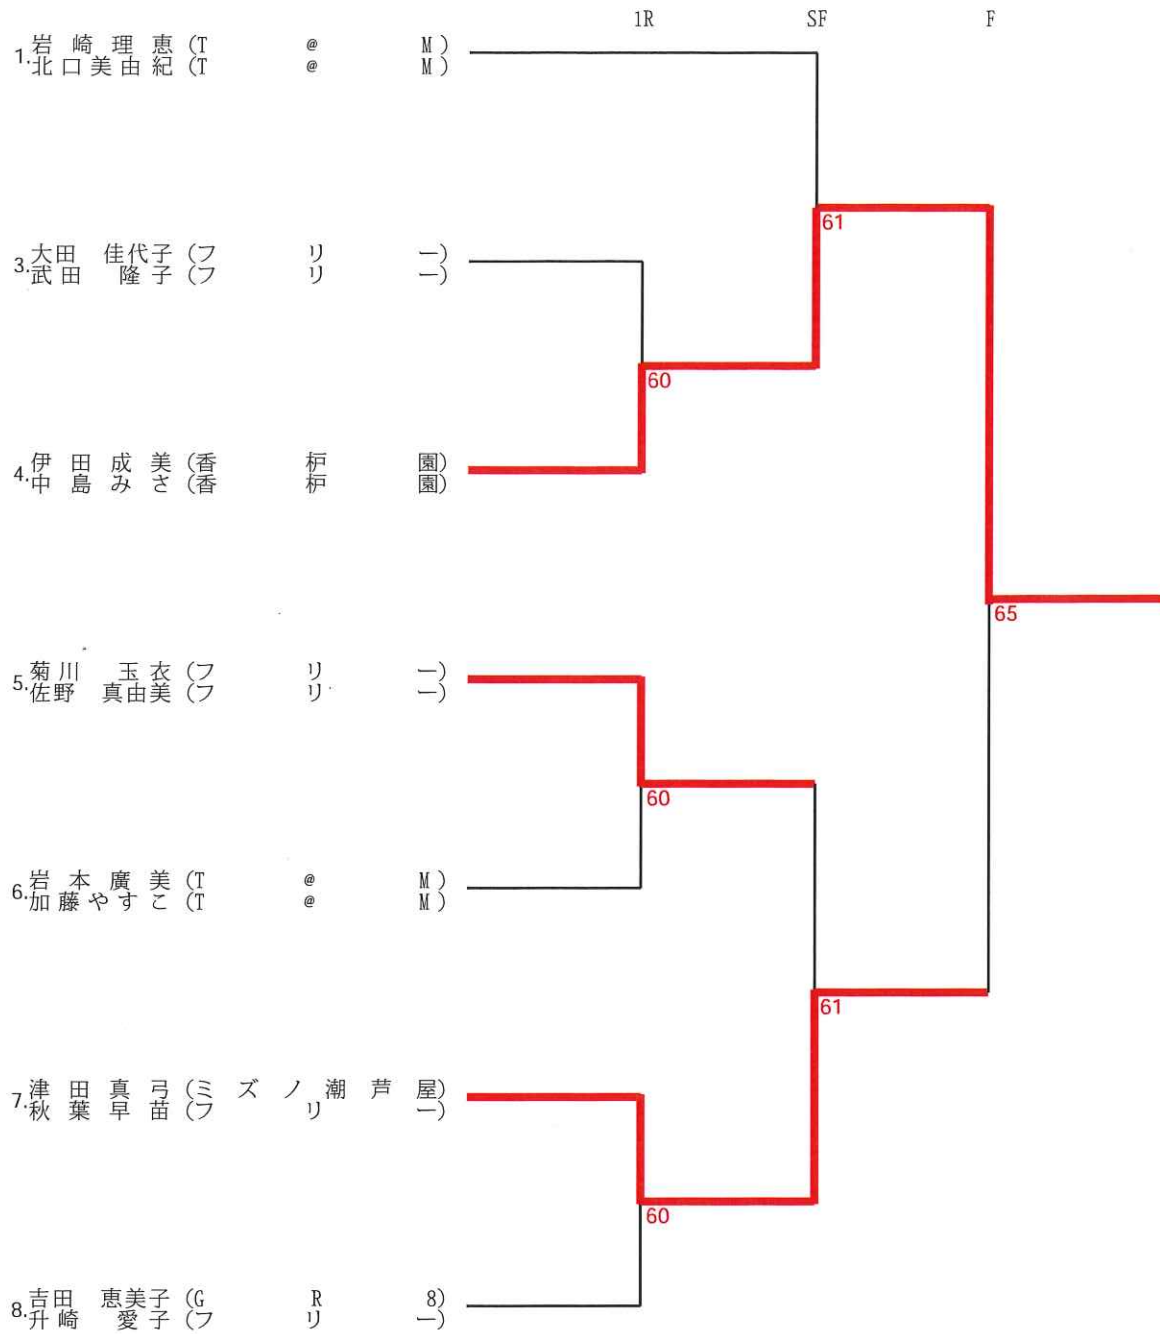 1R SF F
1. 岩崎理恵 (T@M)
北口美由紀 (T@M)
61
3. 大田 佳代子 (フリー)
武田 隆子 (フリー)
60
4. 伊田成美 (香枦園)
中島みさ (香枦園)
65
5. 菊川 玉衣 (フリー)
佐野 真由美 (フリー)
60
6. 岩本廣美 (T@M)
加藤やすこ (T@M)
61
7. 津田真弓 (ミズノ潮芦屋)
秋葉早苗 (フリー)
60
8. 吉田 恵美子 (GR8)
升崎 愛子 (フリー)